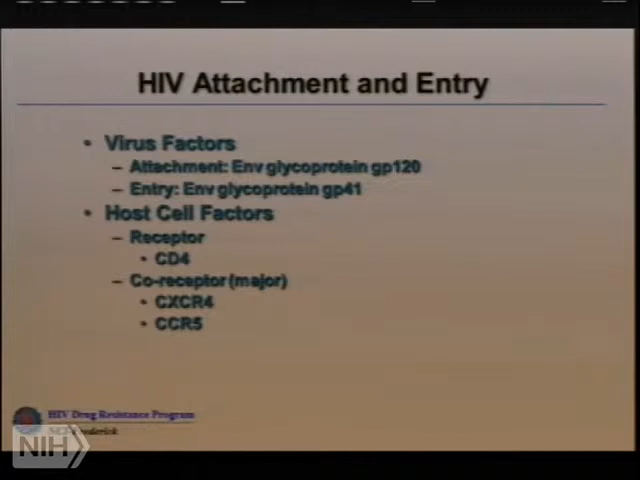 HIV Attachment and Entry
• Virus Factors
– Attachment: Env glycoprotein gp120
– Entry: Env glycoprotein gp41
• Host Cell Factors
– Receptor
• CD4
– Co-receptor (major)
• CXCR4
• CCR5
HIV Drug Resistance Program
NIH